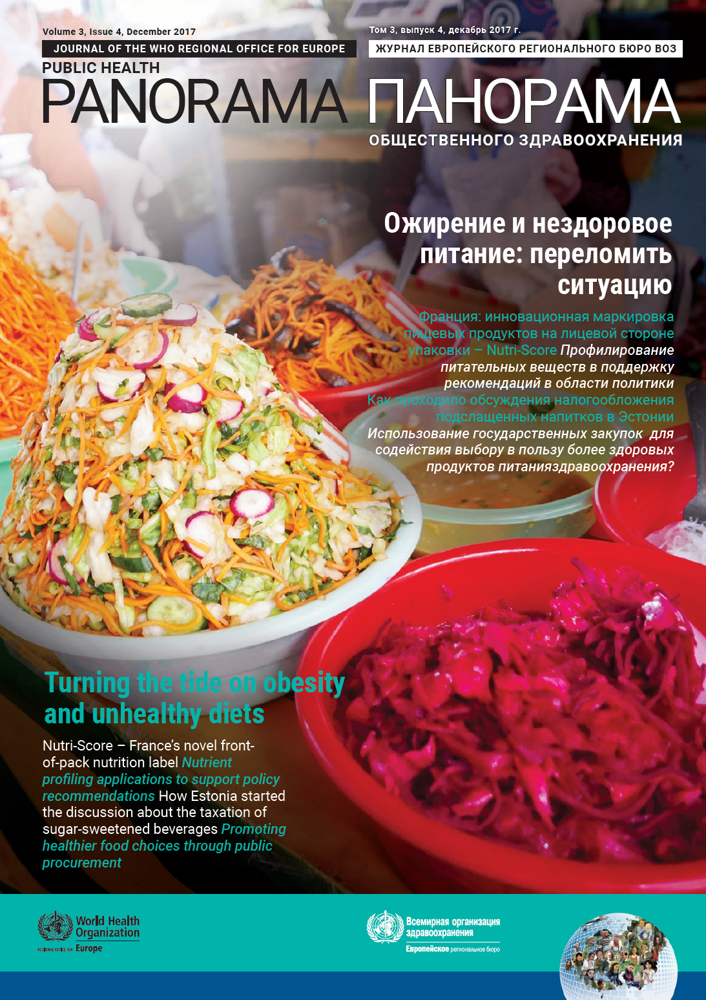 Volume 3, Issue 4, December 2017
JOURNAL OF THE WHO REGIONAL OFFICE FOR EUROPE
PUBLIC HEALTH
PANORAMA
Том 3, выпуск 4, декабрь 2017 г.
ЖУРНАЛ ЕВРОПЕЙСКОГО РЕГИОНАЛЬНОГО БЮРО ВОЗ
ПАНОРАМА
ОБЩЕСТВЕННОГО ЗДРАВООХРАНЕНИЯ
Ожирение и нездоровое
питание: переломить
ситуацию
Франция: инновационная маркировка
пищевых продуктов на лицевой стороне
упаковки – Nutri-Score Профилирование
питательных веществ в поддержку
рекомендаций в области политики
Как проходило обсуждения налогообложения
подслащенных напитков в Эстонии
Использование государственных закупок для
содействия выбору в пользу более здоровых
продуктов питанияздравоохранения?
Turning the tide on obesity
and unhealthy diets
Nutri-Score – France’s novel front-
of-pack nutrition label Nutrient
profiling applications to support policy
recommendations How Estonia started
the discussion about the taxation of
sugar-sweetened beverages Promoting
healthier food choices through public
procurement
World Health
Organization
REGIONAL OFFICE FOR Europe
Всемирная организация
здравоохранения
Европейское региональное бюро